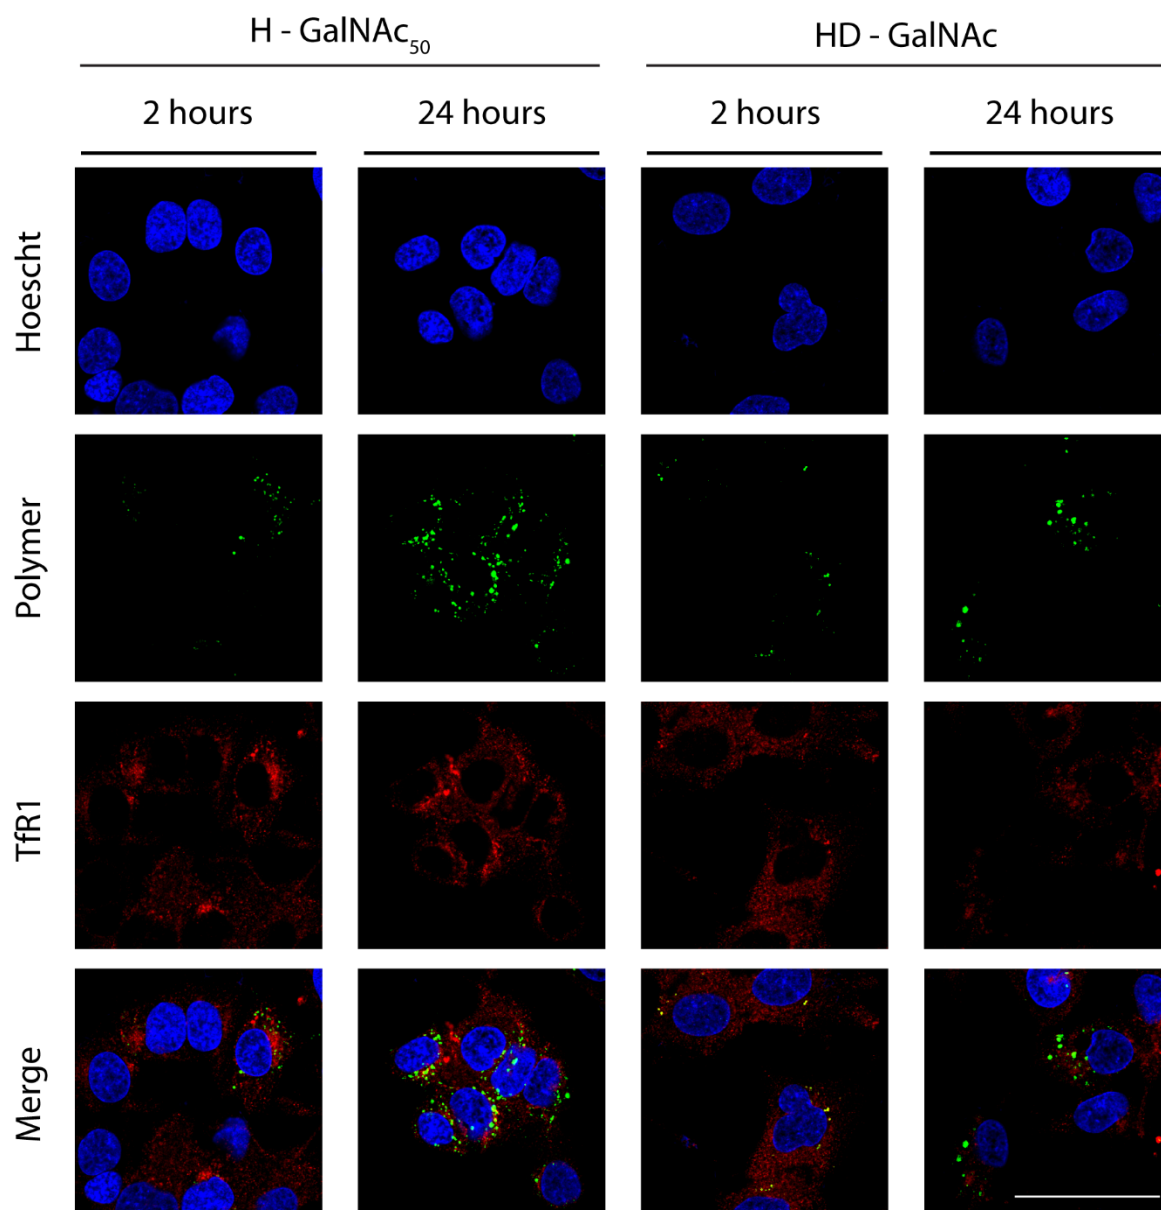 H - GalNAc₅₀
HD - GalNAc
2 hours
24 hours
2 hours
24 hours
Hoescht
Polymer
TfR1
Merge